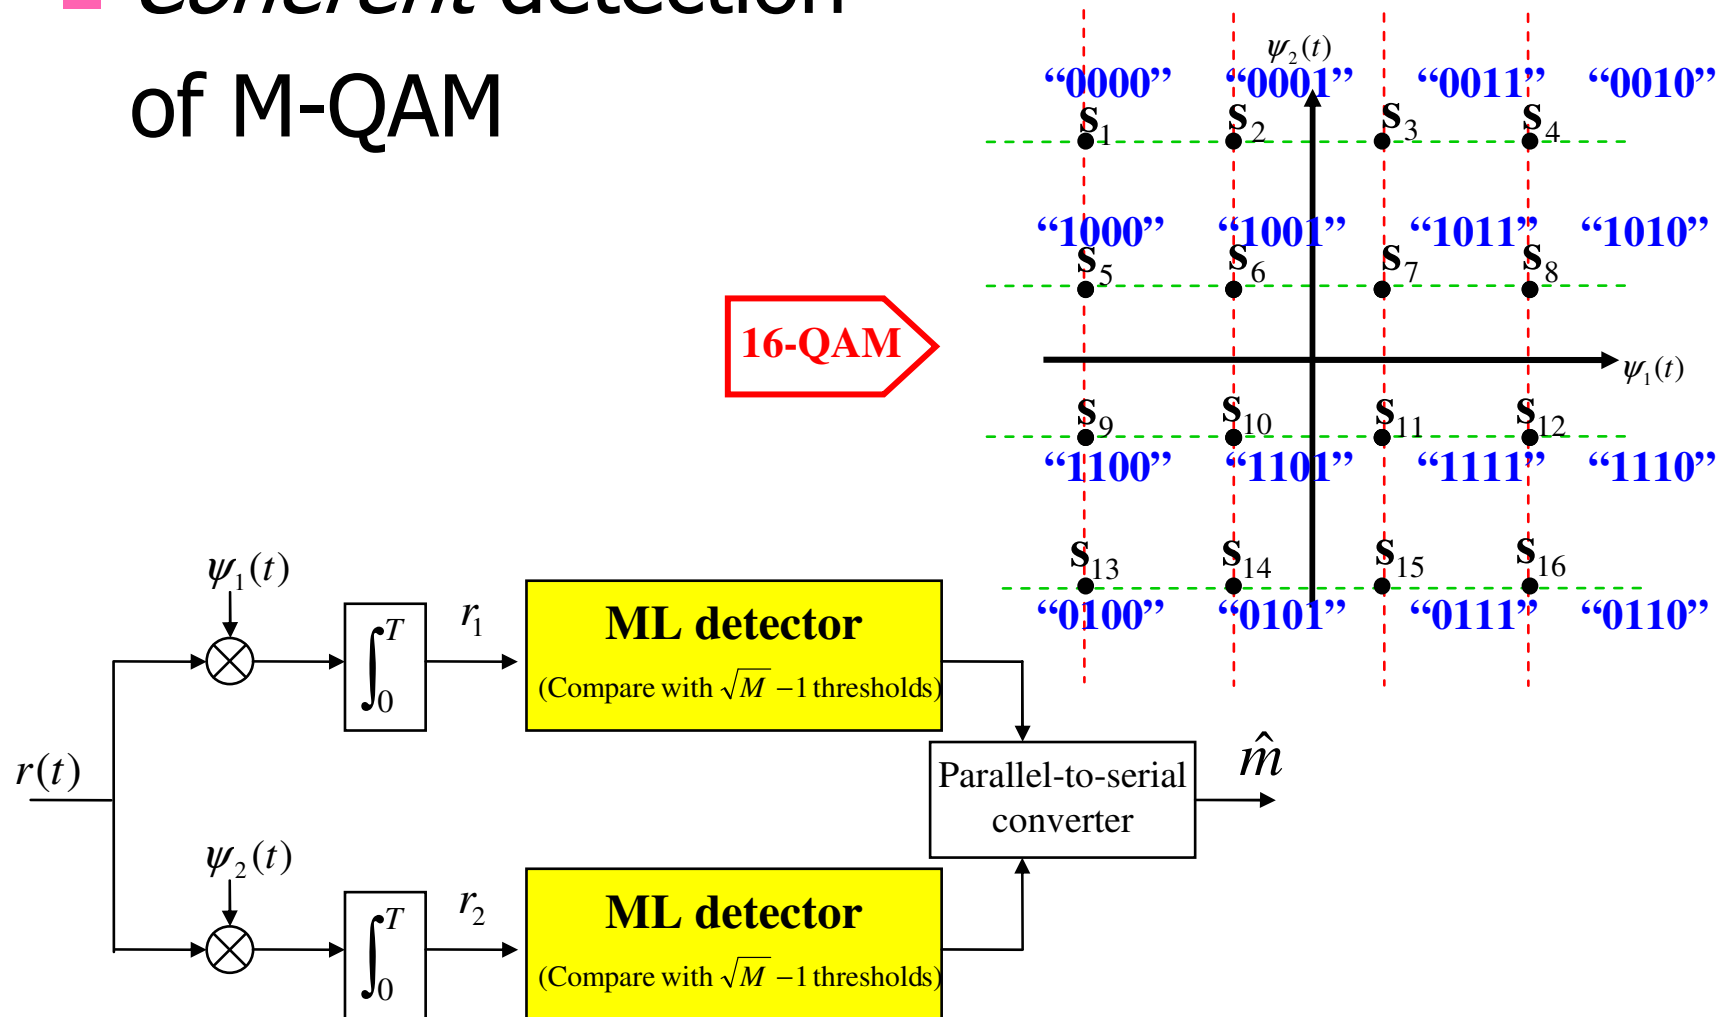 Coherent detection
of M-QAM
ψ₂(t)
“0000” “0001” “0011” “0010”
s₁ s₂ s₃ s₄
“1000” “1001” “1011” “1010”
s₅ s₆ s₇ s₈
16-QAM
ψ₁(t)
s₉ s₁₀ s₁₁ s₁₂
“1100” “1101” “1111” “1110”
s₁₃ s₁₄ s₁₅ s₁₆
“0100” “0101” “0111” “0110”
ψ₁(t)
∫₀ᵀ
r₁
ML detector
(Compare with √M − 1 thresholds)
r(t)
Parallel-to-serial
converter
m̂
ψ₂(t)
∫₀ᵀ
r₂
ML detector
(Compare with √M − 1 thresholds)